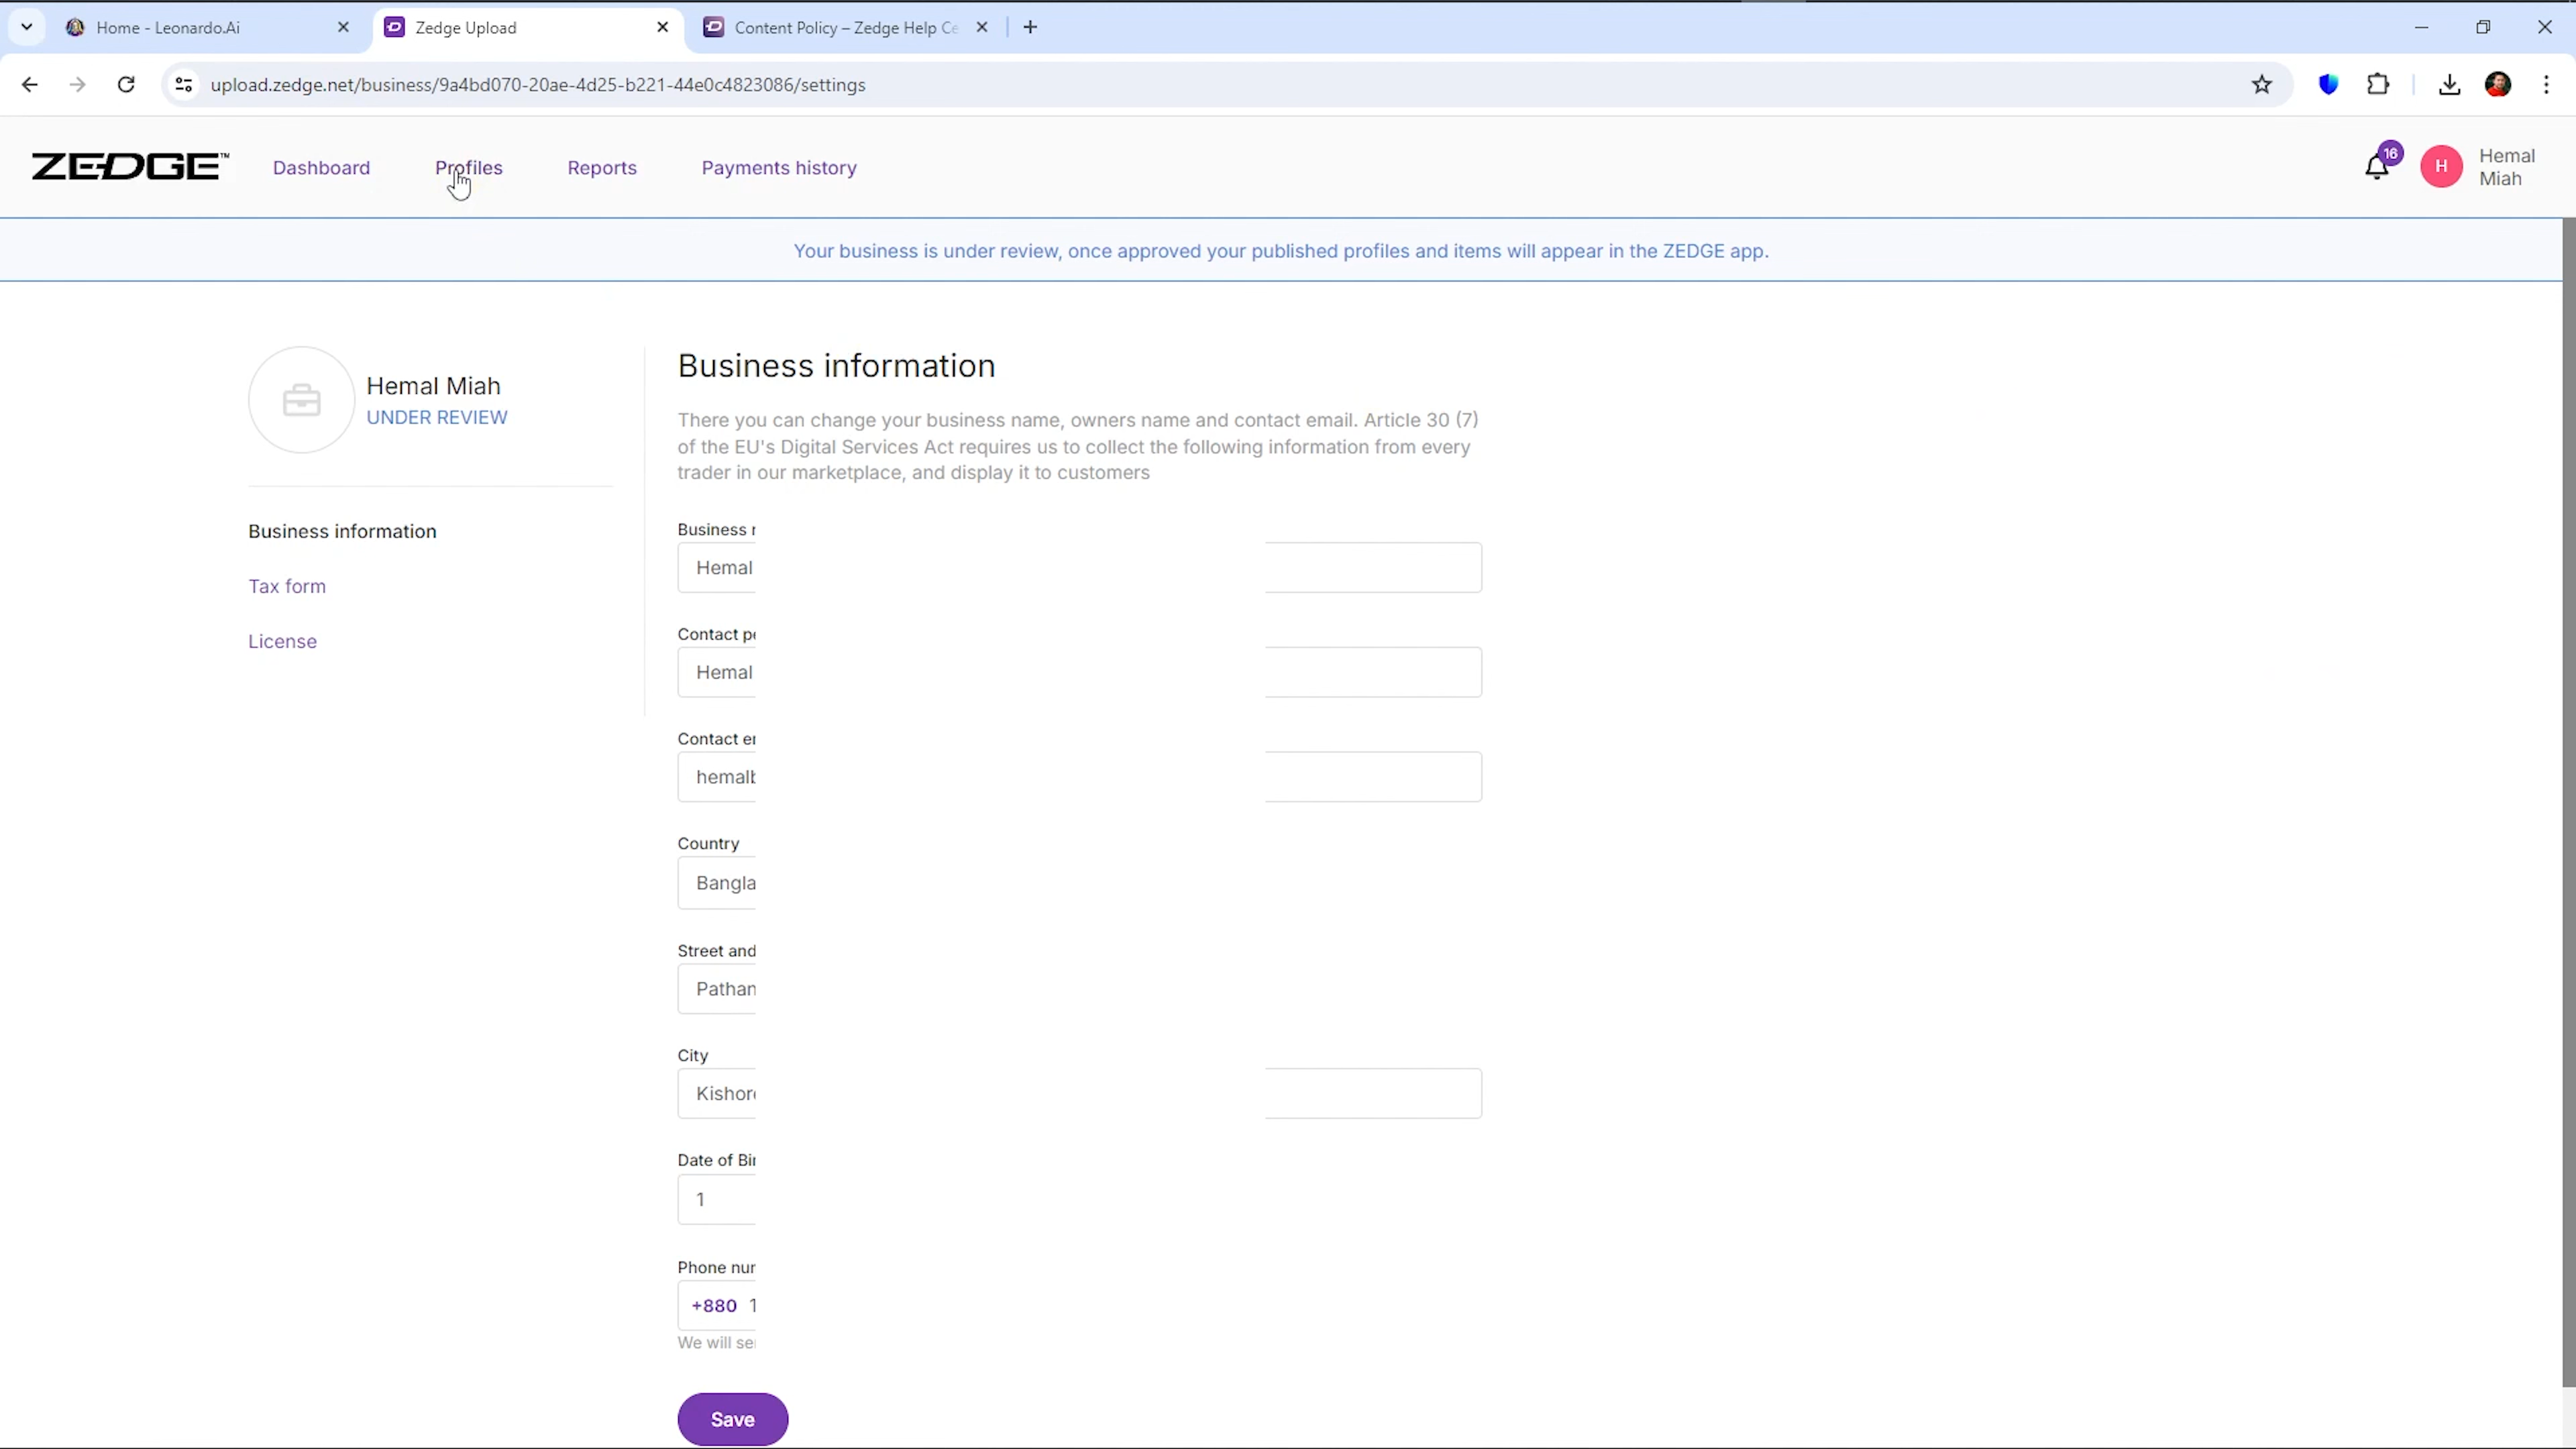 Home - Leonardo.Ai
Zedge Upload
Content Policy – Zedge Help Ce
upload.zedge.net/business/9a4bd070-20ae-4d25-b221-44e0c4823086/settings
ZEDGE™
Dashboard
Profiles
Reports
Payments history
16
H
Hemal
Miah
Your business is under review, once approved your published profiles and items will appear in the ZEDGE app.
Hemal Miah
UNDER REVIEW
Business information
Tax form
License
Business information
There you can change your business name, owners name and contact email. Article 30 (7)
of the EU's Digital Services Act requires us to collect the following information from every
trader in our marketplace, and display it to customers
Business
Hemal
Contact
Hemal
Contact
Country
Street and
City
Date of
1
Phone
+880 1
We will
Save